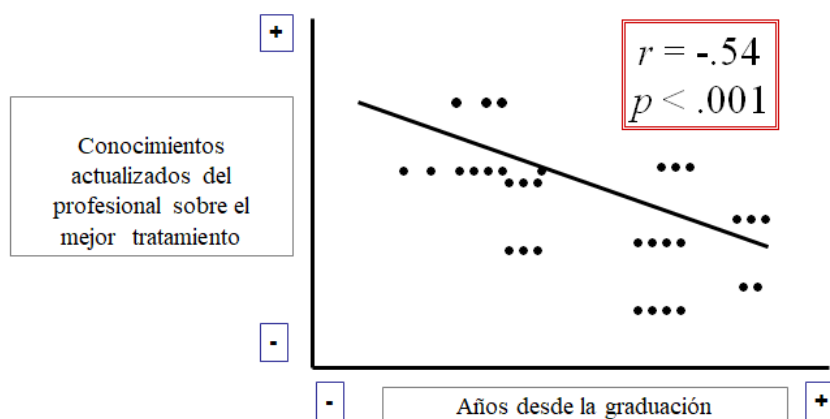 +
r = -.54
p < .001
Conocimientos
actualizados del
profesional sobre el
mejor tratamiento
-
- Años desde la graduación +